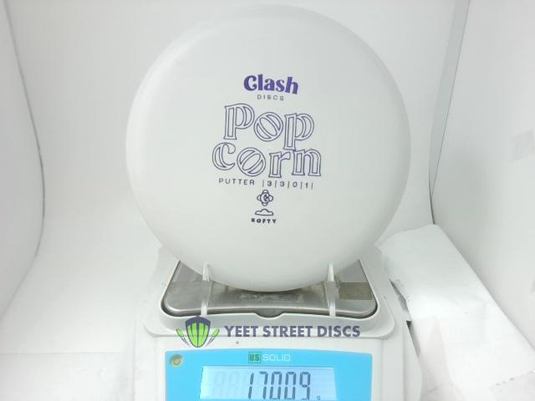 Clash
DISCS
Pop
corn
PUTTER |3|3|0|1|
SOFTY
YEET STREET DISCS
US SOLID
170.09 g